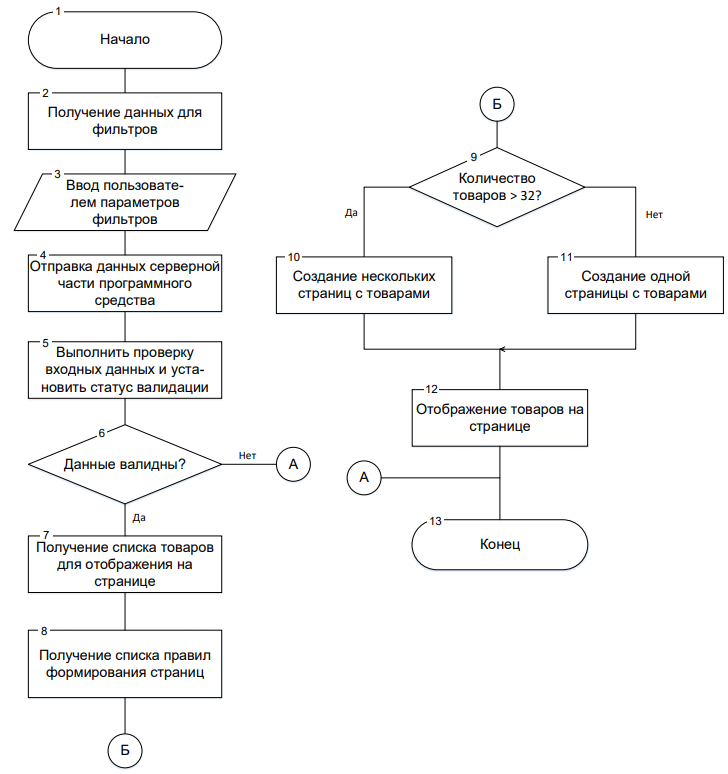 1
Начало
2
Получение данных для
фильтров
3
Ввод пользовате-
лем параметров
фильтров
4
Отправка данных серверной
части программного
средства
5
Выполнить проверку
входных данных и уста-
новить статус валидации
6
Данные валидны?
Нет
А
Да
7
Получение списка товаров
для отображения на
странице
8
Получение списка правил
формирования страниц
Б
Б
9
Количество
товаров > 32?
Да
Нет
10
Создание нескольких
страниц с товарами
11
Создание одной
страницы с товарами
12
Отображение товаров на
странице
А
13
Конец